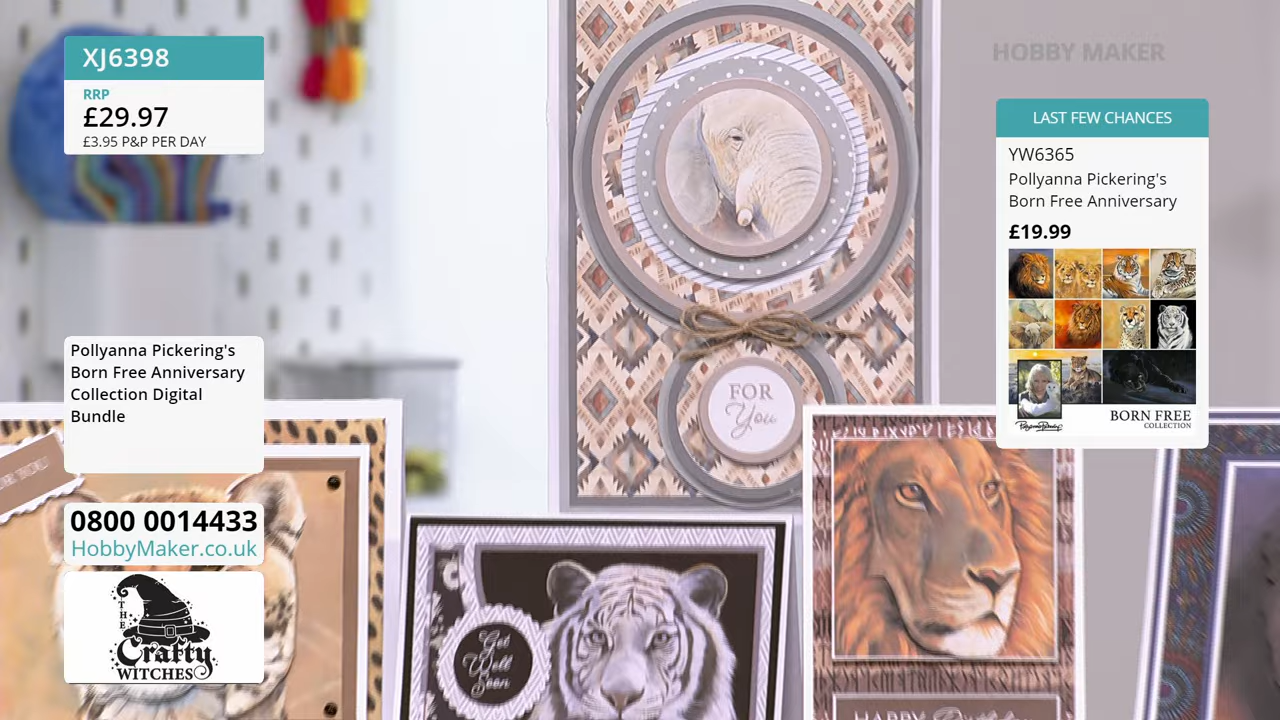 XJ6398
RRP
£29.97
£3.95 P&P PER DAY
Pollyanna Pickering's
Born Free Anniversary
Collection Digital
Bundle
0800 0014433
HobbyMaker.co.uk
THE
Crafty
WITCHES
HOBBY MAKER
LAST FEW CHANCES
YW6365
Pollyanna Pickering's
Born Free Anniversary
£19.99
BORN FREE
COLLECTION
FOR
You
Get
Well
Soon
HAPPY Birthday